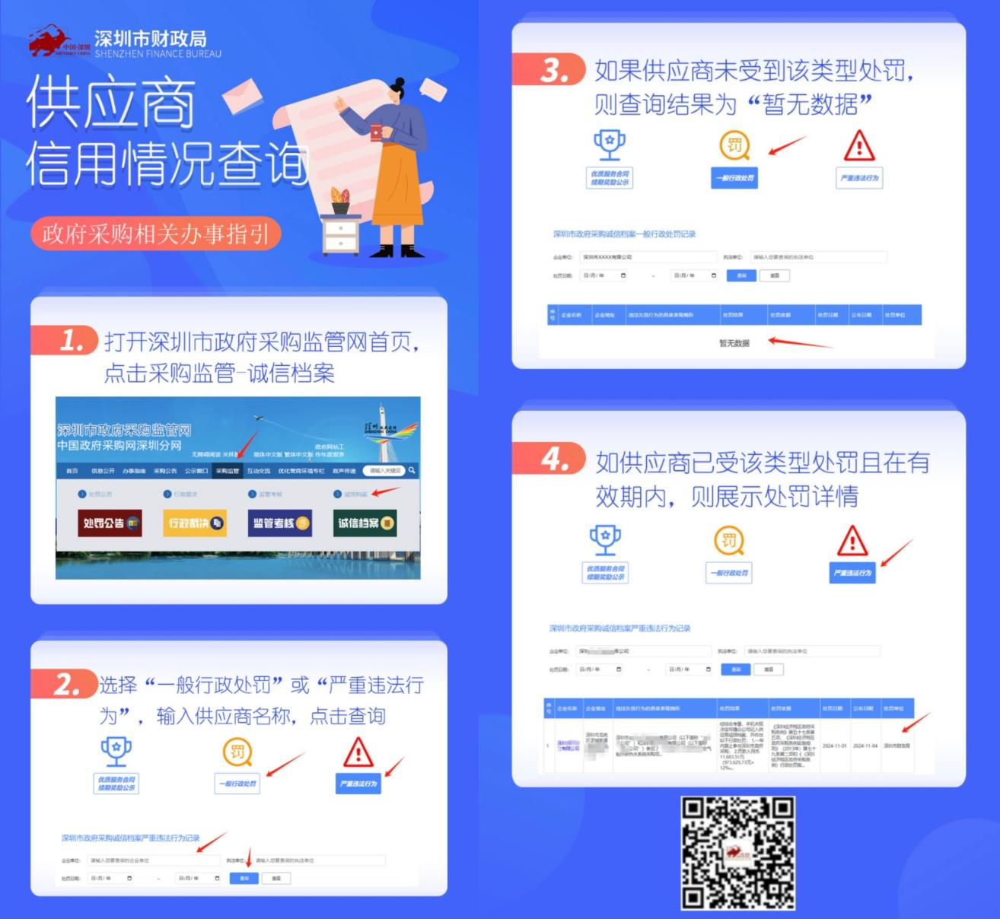 中国·深圳
SHENZHEN CHINA
深圳市财政局
SHENZHEN FINANCE BUREAU
供应商
信用情况查询
政府采购相关办事指引
1.
打开深圳市政府采购监管网首页，
点击采购监管-诚信档案
深圳市政府采购监管网
中国政府采购网深圳分网
无障碍阅读 关怀版 简体中文版 繁体中文版 政府网站工作年度报表
首页 信息公开 办事指南 采购公告 公示窗口 采购监管 互动交流 优化营商环境专栏 政声传递 请输入关键词
处罚公告 行政裁决 监管考核 诚信档案
处罚公告 行政裁决 监管考核 诚信档案
2.
选择“一般行政处罚”或“严重违法行
为”，输入供应商名称，点击查询
罚
优质服务合同
续期奖励公示
一般行政处罚
严重违法行为
深圳市政府采购诚信档案严重违法行为记录
企业单位: 请输入您要查询的企业单位 执法单位: 请输入您要查询的执法单位
处罚日期: 日/月/年 - 日/月/年 查询 重置
3.
如果供应商未受到该类型处罚，
则查询结果为“暂无数据”
罚
优质服务合同
续期奖励公示
一般行政处罚
严重违法行为
深圳市政府采购诚信档案一般行政处罚记录
企业单位: 深圳市XXXX有限公司 执法单位: 请输入您要查询的执法单位
处罚日期: 日/月/年 - 日/月/年 查询 重置
序号 企业名称 企业地址 违法失信行为的具体表现情形 处罚结果 处罚依据 处罚日期 公布日期 处罚单位
暂无数据
4.
如供应商已受该类型处罚且在有
效期内，则展示处罚详情
罚
优质服务合同
续期奖励公示
一般行政处罚
严重违法行为
深圳市政府采购诚信档案严重违法行为记录
企业单位: 深圳 公司 执法单位: 请输入您要查询的执法单位
处罚日期: 日/月/年 - 日/月/年 查询 重置
序号 企业名称 企业地址 违法失信行为的具体表现情形 处罚结果 处罚依据 处罚日期 公布日期 处罚单位
1 2024-11-01 2024-11-04 深圳市财政局